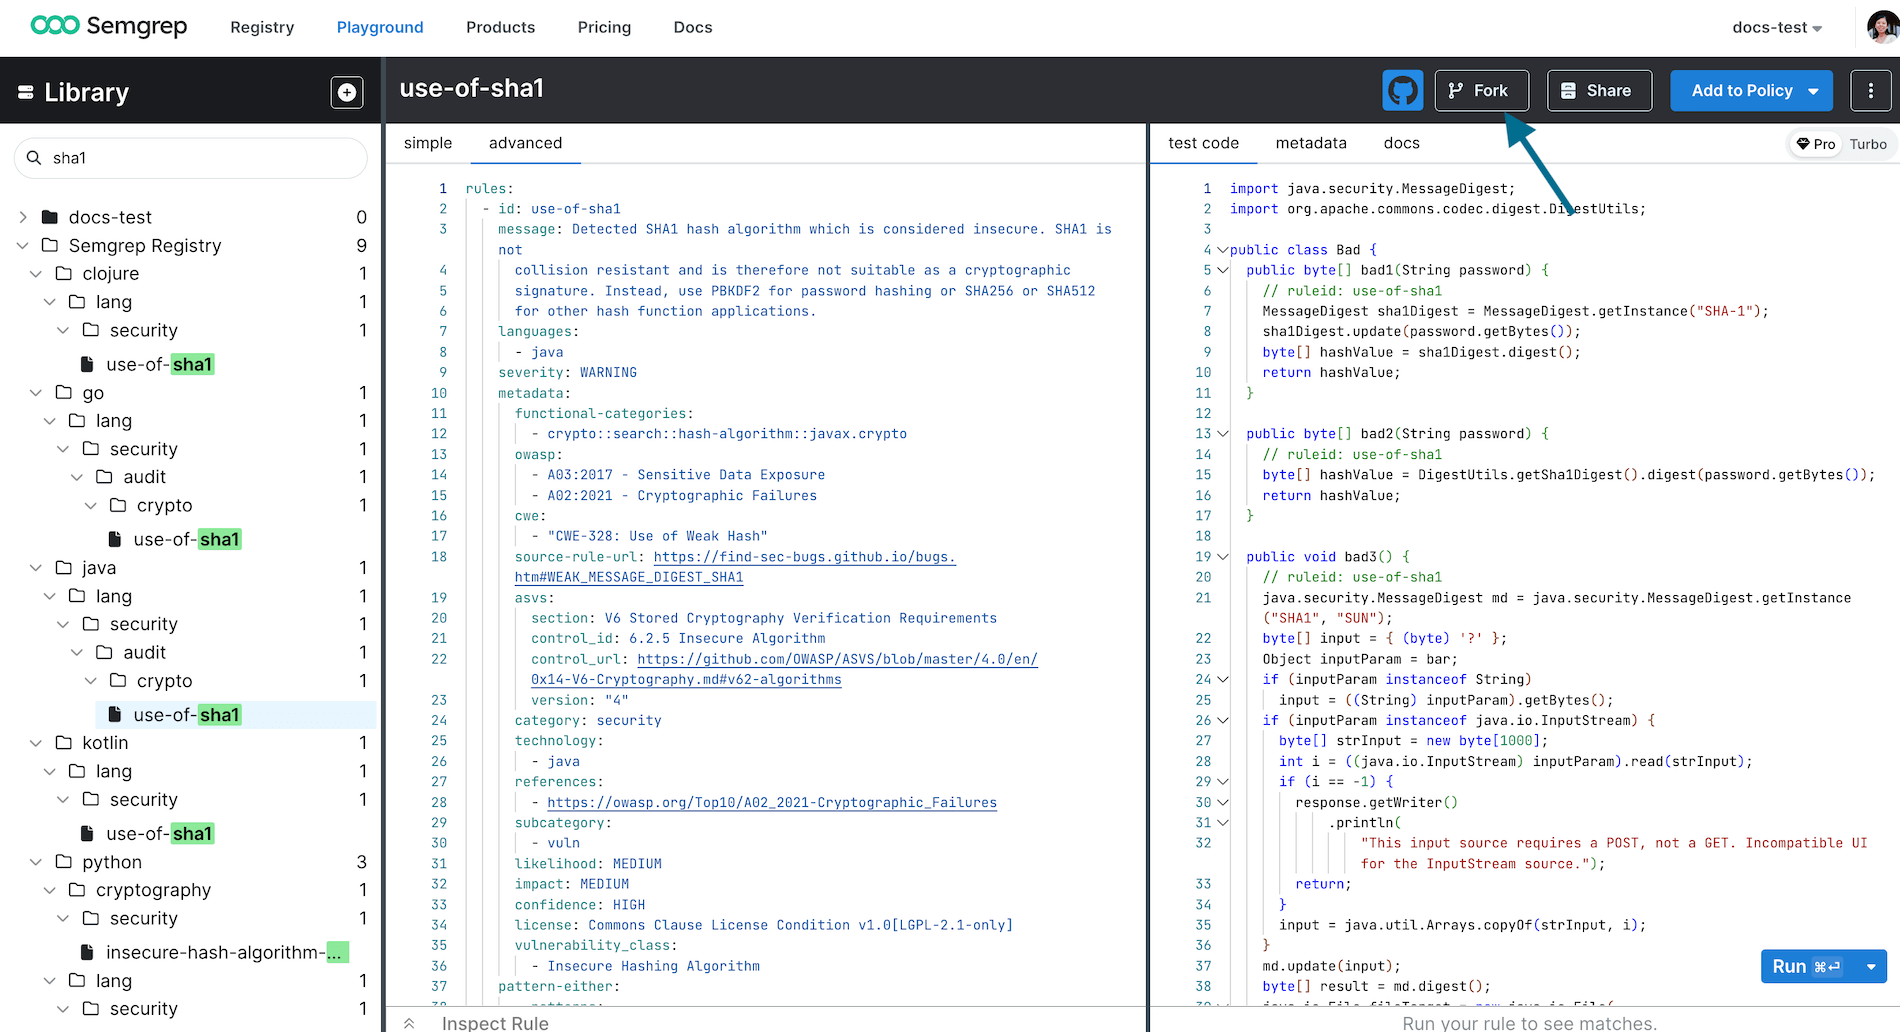 Semgrep
Registry
Playground
Products
Pricing
Docs
docs-test
Library
sha1
docs-test 0
Semgrep Registry 9
clojure 1
lang 1
security 1
use-of-sha1
go 1
lang 1
security 1
audit 1
crypto 1
use-of-sha1
java 1
lang 1
security 1
audit 1
crypto 1
use-of-sha1
kotlin 1
lang 1
security 1
use-of-sha1
python 3
cryptography 1
security 1
insecure-hash-algorithm-...
lang 1
security 1
use-of-sha1
Fork
Share
Add to Policy
simple
advanced
1 rules:
2 - id: use-of-sha1
3 message: Detected SHA1 hash algorithm which is considered insecure. SHA1 is
not
4 collision resistant and is therefore not suitable as a cryptographic
5 signature. Instead, use PBKDF2 for password hashing or SHA256 or SHA512
6 for other hash function applications.
7 languages:
8 - java
9 severity: WARNING
10 metadata:
11 functional-categories:
12 - crypto::search::hash-algorithm::javax.crypto
13 owasp:
14 - A03:2017 - Sensitive Data Exposure
15 - A02:2021 - Cryptographic Failures
16 cwe:
17 - "CWE-328: Use of Weak Hash"
18 source-rule-url: https://find-sec-bugs.github.io/bugs.
htm#WEAK_MESSAGE_DIGEST_SHA1
19 asvs:
20 section: V6 Stored Cryptography Verification Requirements
21 control_id: 6.2.5 Insecure Algorithm
22 control_url: https://github.com/OWASP/ASVS/blob/master/4.0/en/
0x14-V6-Cryptography.md#v62-algorithms
23 version: "4"
24 category: security
25 technology:
26 - java
27 references:
28 - https://owasp.org/Top10/A02_2021-Cryptographic_Failures
29 subcategory:
30 - vuln
31 likelihood: MEDIUM
32 impact: MEDIUM
33 confidence: HIGH
34 license: Commons Clause License Condition v1.0[LGPL-2.1-only]
35 vulnerability_class:
36 - Insecure Hashing Algorithm
37 pattern-either:
38 - patterns:
Inspect Rule
test code
metadata
docs
Pro
Turbo
1 import java.security.MessageDigest;
2 import org.apache.commons.codec.digest.DigestUtils;
3
4 public class Bad {
5 public byte[] bad1(String password) {
6 // ruleid: use-of-sha1
7 MessageDigest sha1Digest = MessageDigest.getInstance("SHA-1");
8 sha1Digest.update(password.getBytes());
9 byte[] hashValue = sha1Digest.digest();
10 return hashValue;
11 }
12
13 public byte[] bad2(String password) {
14 // ruleid: use-of-sha1
15 byte[] hashValue = DigestUtils.getSha1Digest().digest(password.getBytes());
16 return hashValue;
17 }
18
19 public void bad3() {
20 // ruleid: use-of-sha1
21 java.security.MessageDigest md = java.security.MessageDigest.getInstance
("SHA1", "SUN");
22 byte[] input = { (byte) '?' };
23 Object inputParam = bar;
24 if (inputParam instanceof String)
25 input = ((String) inputParam).getBytes();
26 if (inputParam instanceof java.io.InputStream) {
27 byte[] strInput = new byte[1000];
28 int i = ((java.io.InputStream) inputParam).read(strInput);
29 if (i == -1) {
30 response.getWriter()
31 .println(
32 "This input source requires a POST, not a GET. Incompatible UI
for the InputStream source.");
33 return;
34 }
35 input = java.util.Arrays.copyOf(strInput, i);
36 }
37 md.update(input);
38 byte[] result = md.digest();
39 java.io.File fileTarget = new java.io.File(
Run ⌘⏎
Run your rule to see matches.